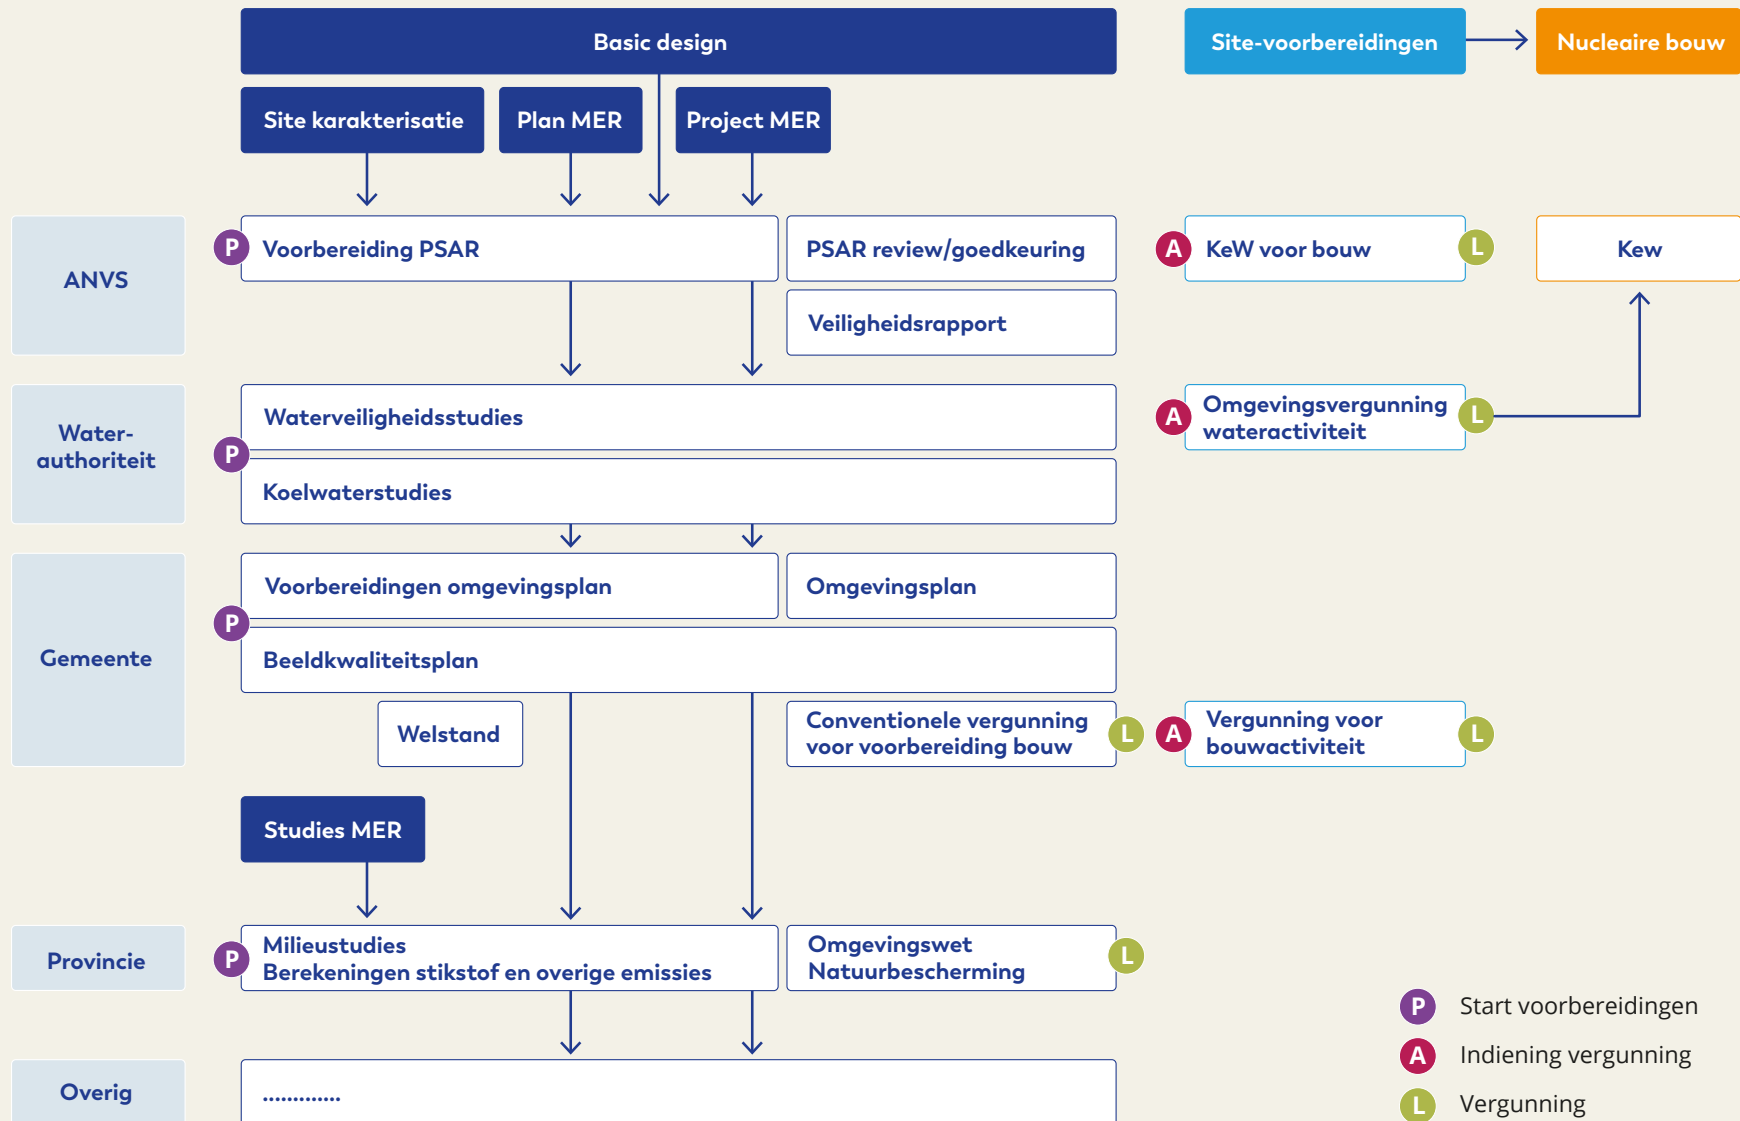 Basic design
Site-voorbereidingen
Nucleaire bouw
Site karakterisatie
Plan MER
Project MER
ANVS
P
Voorbereiding PSAR
PSAR review/goedkeuring
A
KeW voor bouw
L
Kew
Veiligheidsrapport
Water-
authoriteit
P
Waterveiligheidsstudies
A
Omgevingsvergunning
wateractiviteit
L
Koelwaterstudies
Gemeente
P
Voorbereidingen omgevingsplan
Omgevingsplan
Beeldkwaliteitsplan
Welstand
Conventionele vergunning
voor voorbereiding bouw
L
A
Vergunning voor
bouwactiviteit
L
Studies MER
Provincie
P
Milieustudies
Berekeningen stikstof en overige emissies
Omgevingswet
Natuurbescherming
L
Overig
.............
P Start voorbereidingen
A Indiening vergunning
L Vergunning